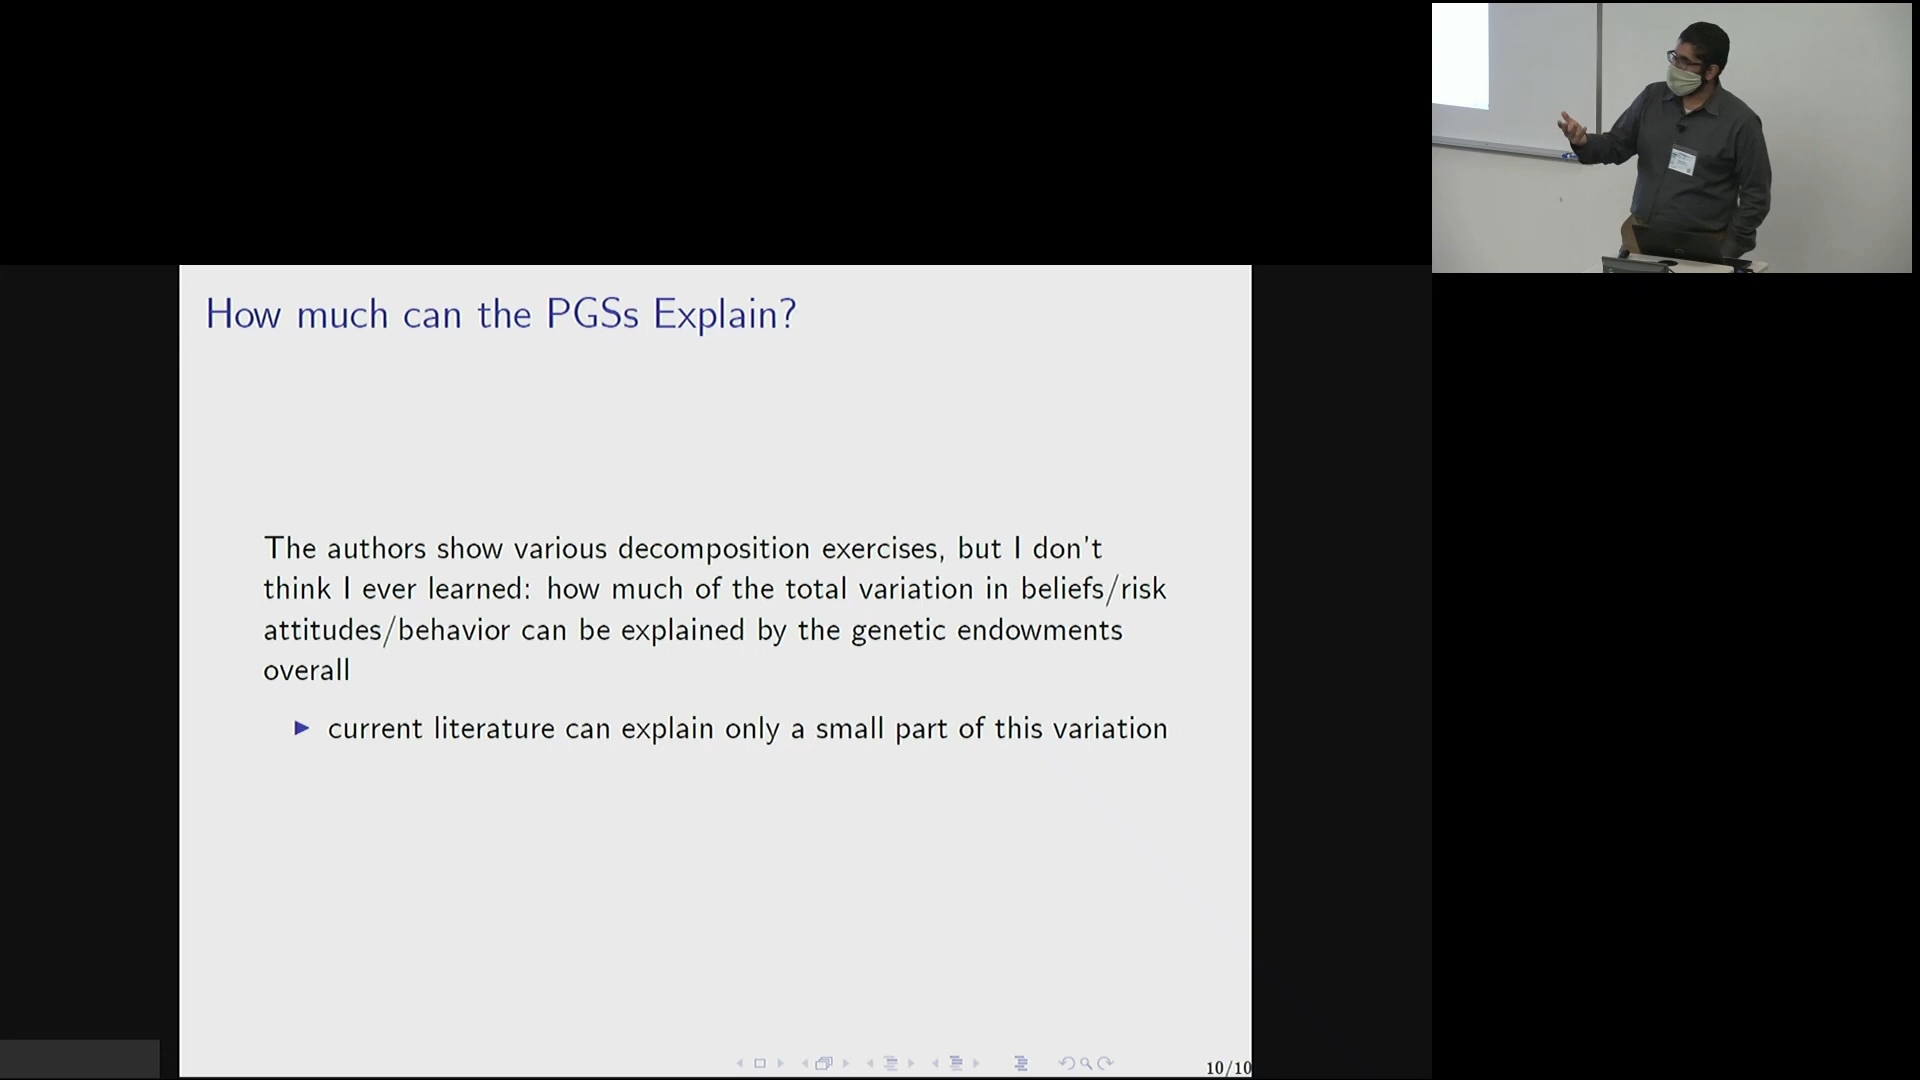 How much can the PGSs Explain?
The authors show various decomposition exercises, but I don't
think I ever learned: how much of the total variation in beliefs/risk
attitudes/behavior can be explained by the genetic endowments
overall
current literature can explain only a small part of this variation
10/10